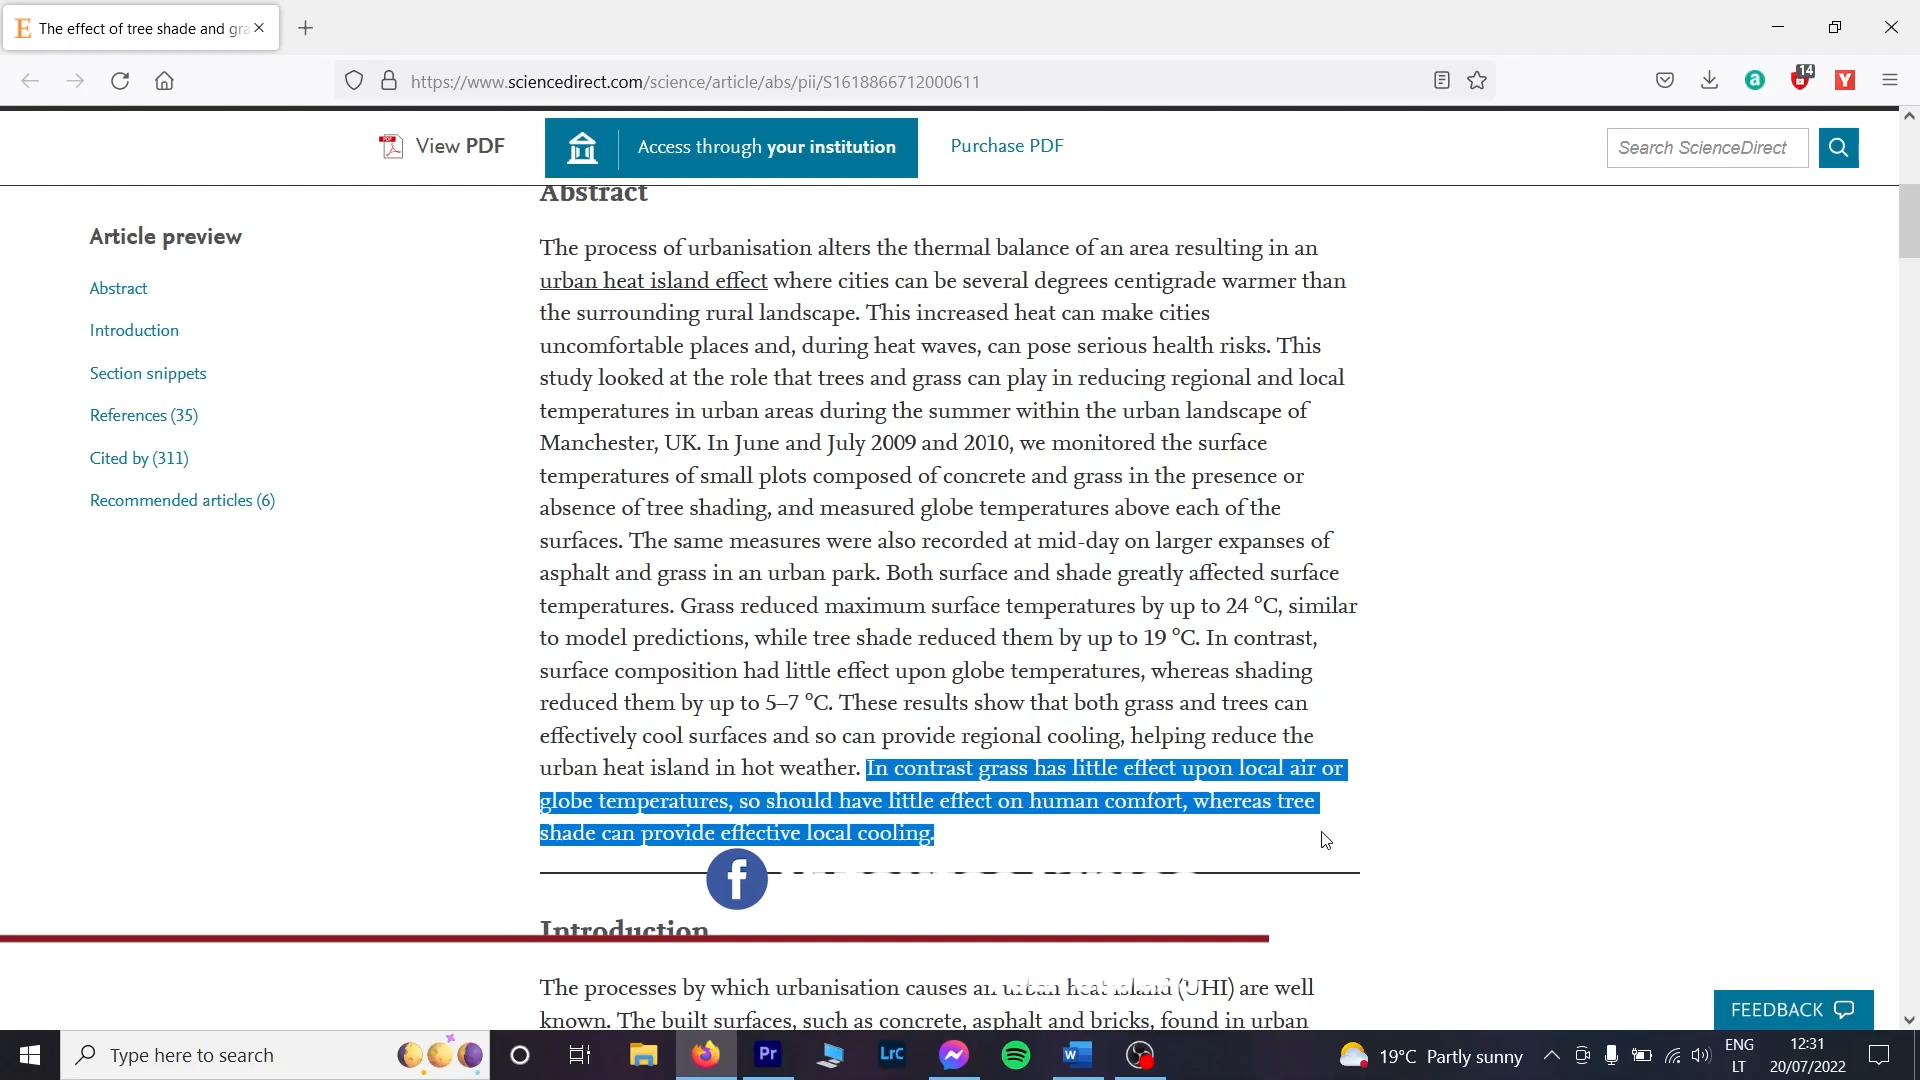 The effect of tree shade and gra
https://www.sciencedirect.com/science/article/abs/pii/S1618866712000611
14
View PDF
Access through your institution
Purchase PDF
Search ScienceDirect
Article preview
Abstract
Introduction
Section snippets
References (35)
Cited by (311)
Recommended articles (6)
Abstract
The process of urbanisation alters the thermal balance of an area resulting in an
urban heat island effect where cities can be several degrees centigrade warmer than
the surrounding rural landscape. This increased heat can make cities
uncomfortable places and, during heat waves, can pose serious health risks. This
study looked at the role that trees and grass can play in reducing regional and local
temperatures in urban areas during the summer within the urban landscape of
Manchester, UK. In June and July 2009 and 2010, we monitored the surface
temperatures of small plots composed of concrete and grass in the presence or
absence of tree shading, and measured globe temperatures above each of the
surfaces. The same measures were also recorded at mid-day on larger expanses of
asphalt and grass in an urban park. Both surface and shade greatly affected surface
temperatures. Grass reduced maximum surface temperatures by up to 24 °C, similar
to model predictions, while tree shade reduced them by up to 19 °C. In contrast,
surface composition had little effect upon globe temperatures, whereas shading
reduced them by up to 5–7 °C. These results show that both grass and trees can
effectively cool surfaces and so can provide regional cooling, helping reduce the
urban heat island in hot weather. In contrast grass has little effect upon local air or
globe temperatures, so should have little effect on human comfort, whereas tree
shade can provide effective local cooling.
Introduction
The processes by which urbanisation causes an urban heat island (UHI) are well
known. The built surfaces, such as concrete, asphalt and bricks, found in urban
FEEDBACK
Type here to search
Pr
Lrc
W
19°C Partly sunny
ENG
LT
12:31
20/07/2022